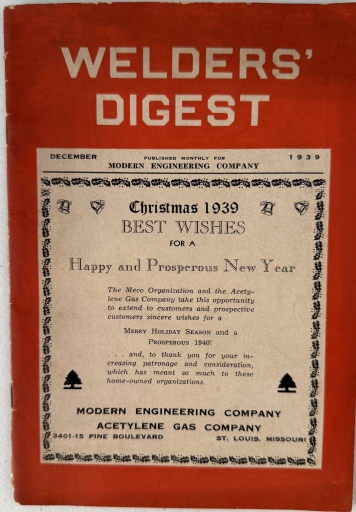 WELDERS'
DIGEST
DECEMBER PUBLISHED MONTHLY FOR 1939
MODERN ENGINEERING COMPANY
Christmas 1939
BEST WISHES
FOR A
Happy and Prosperous New Year
The Meco Organization and the Acety-
lene Gas Company take this opportunity
to extend to customers and prospective
customers sincere wishes for a
MERRY HOLIDAY SEASON and a
PROSPEROUS 1940!
. . . and, to thank you for your in-
creasing patronage and consideration,
which has meant so much to these
home-owned organizations.
MODERN ENGINEERING COMPANY
ACETYLENE GAS COMPANY
3401-15 PINE BOULEVARD ST. LOUIS, MISSOURI